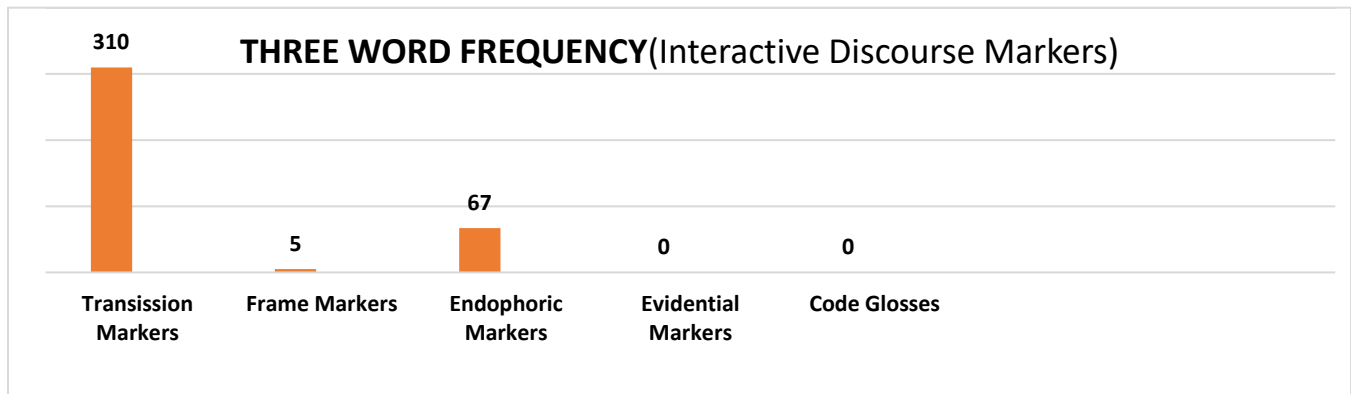 THREE WORD FREQUENCY(Interactive Discourse Markers)
310
5
67
0
0
Transission Markers
Frame Markers
Endophoric Markers
Evidential Markers
Code Glosses